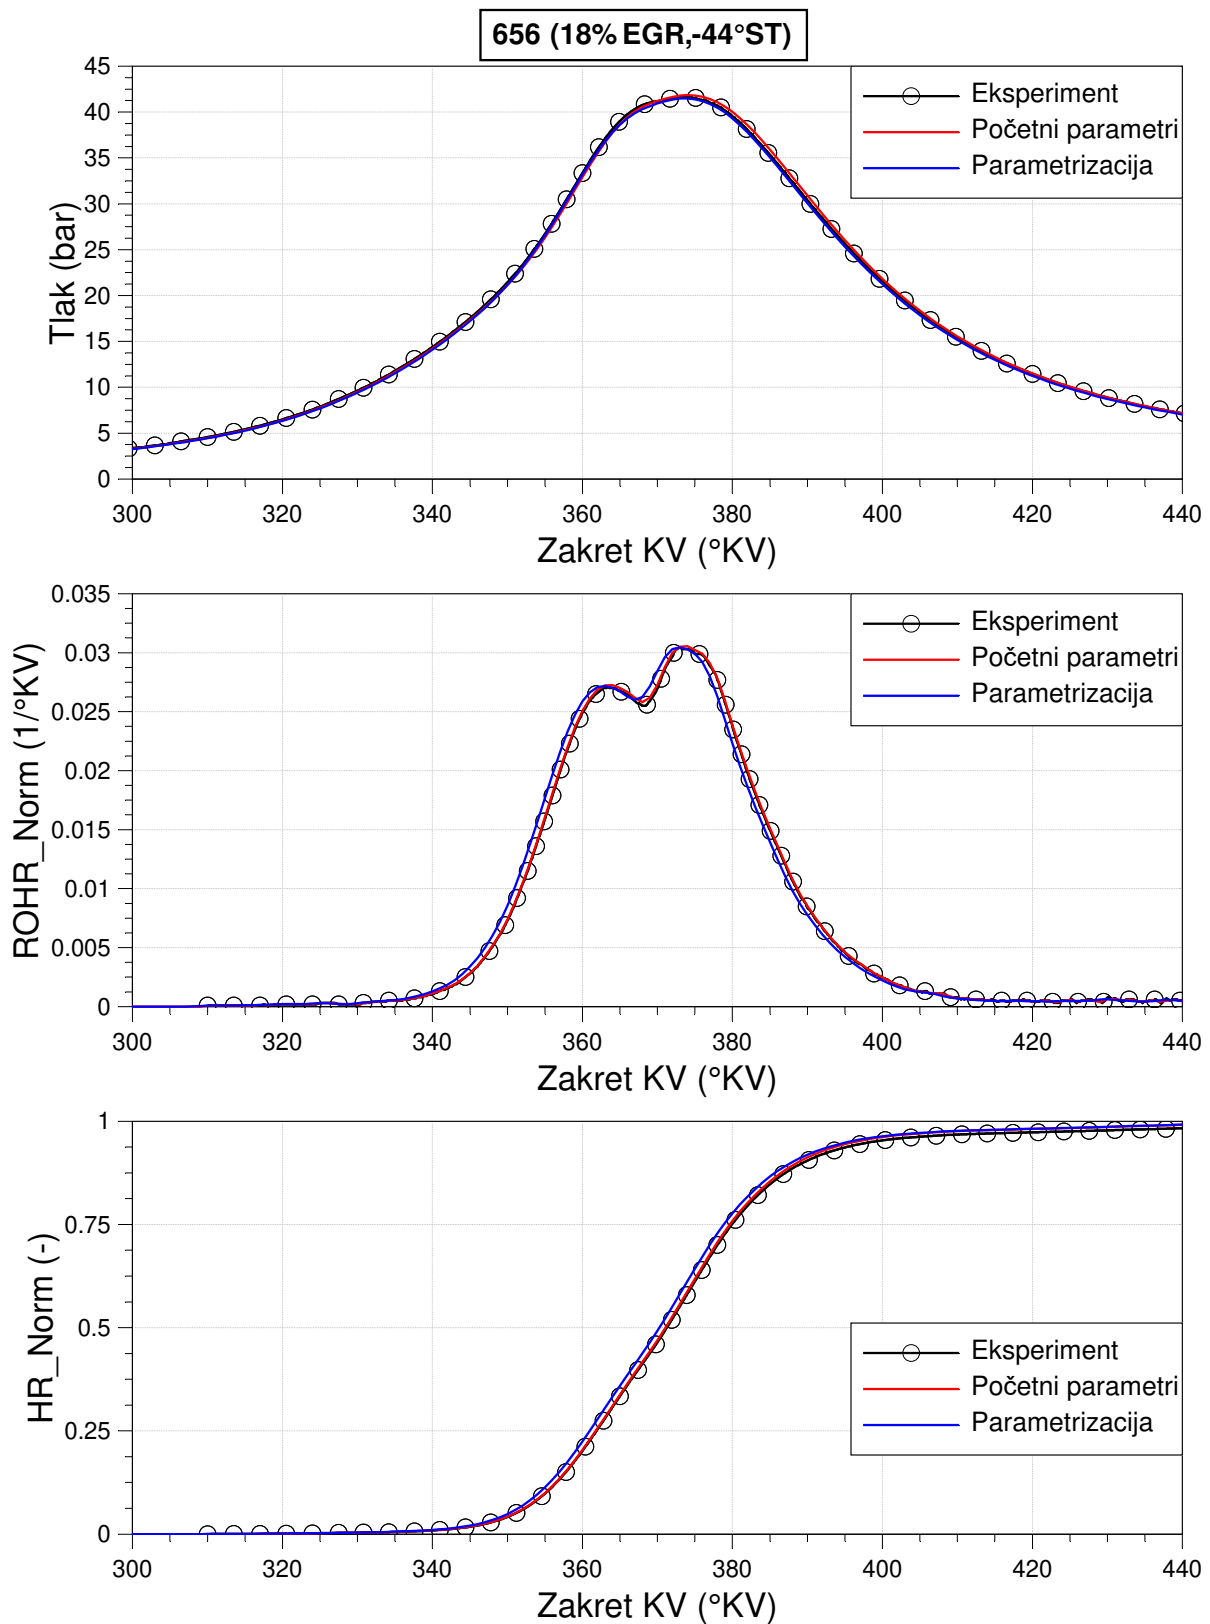 656 (18% EGR,-44°ST)
45
40
35
30
25
20
15
10
5
0
Tlak (bar)
Eksperiment
Početni parametri
Parametrizacija
300 320 340 360 380 400 420 440
Zakret KV (°KV)
0.035
0.03
0.025
0.02
0.015
0.01
0.005
0
ROHR_Norm (1/°KV)
Eksperiment
Početni parametri
Parametrizacija
300 320 340 360 380 400 420 440
Zakret KV (°KV)
1
0.75
0.5
0.25
0
HR_Norm (-)
Eksperiment
Početni parametri
Parametrizacija
300 320 340 360 380 400 420 440
Zakret KV (°KV)